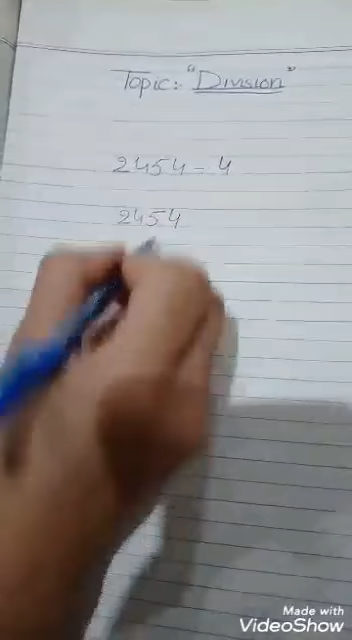 Topic:- "Division"
2454 - 4
2454
Made with
VideoShow